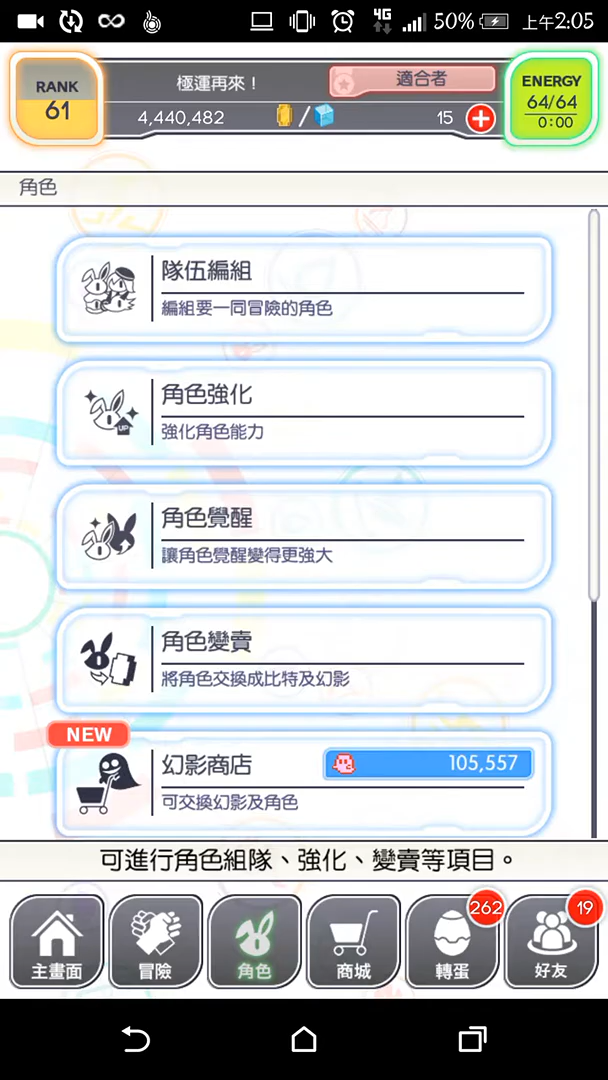 4G 50% 上午2:05
RANK
61
極運再來！
適合者
4,440,482 / 15
ENERGY
64/64
0:00
角色
隊伍編組
編組要一同冒險的角色
角色強化
UP
強化角色能力
角色覺醒
讓角色覺醒變得更強大
角色變賣
將角色交換成比特及幻影
NEW
幻影商店 105,557
可交換幻影及角色
可進行角色組隊、強化、變賣等項目。
262 19
主畫面 冒險 角色 商城 轉蛋 好友